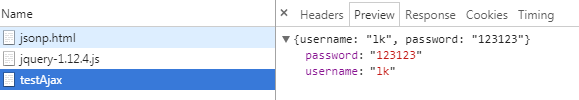 Name
jsonp.html
jquery-1.12.4.js
testAjax
× Headers Preview Response Cookies Timing
▼{username: "lk", password: "123123"}
password: "123123"
username: "lk"